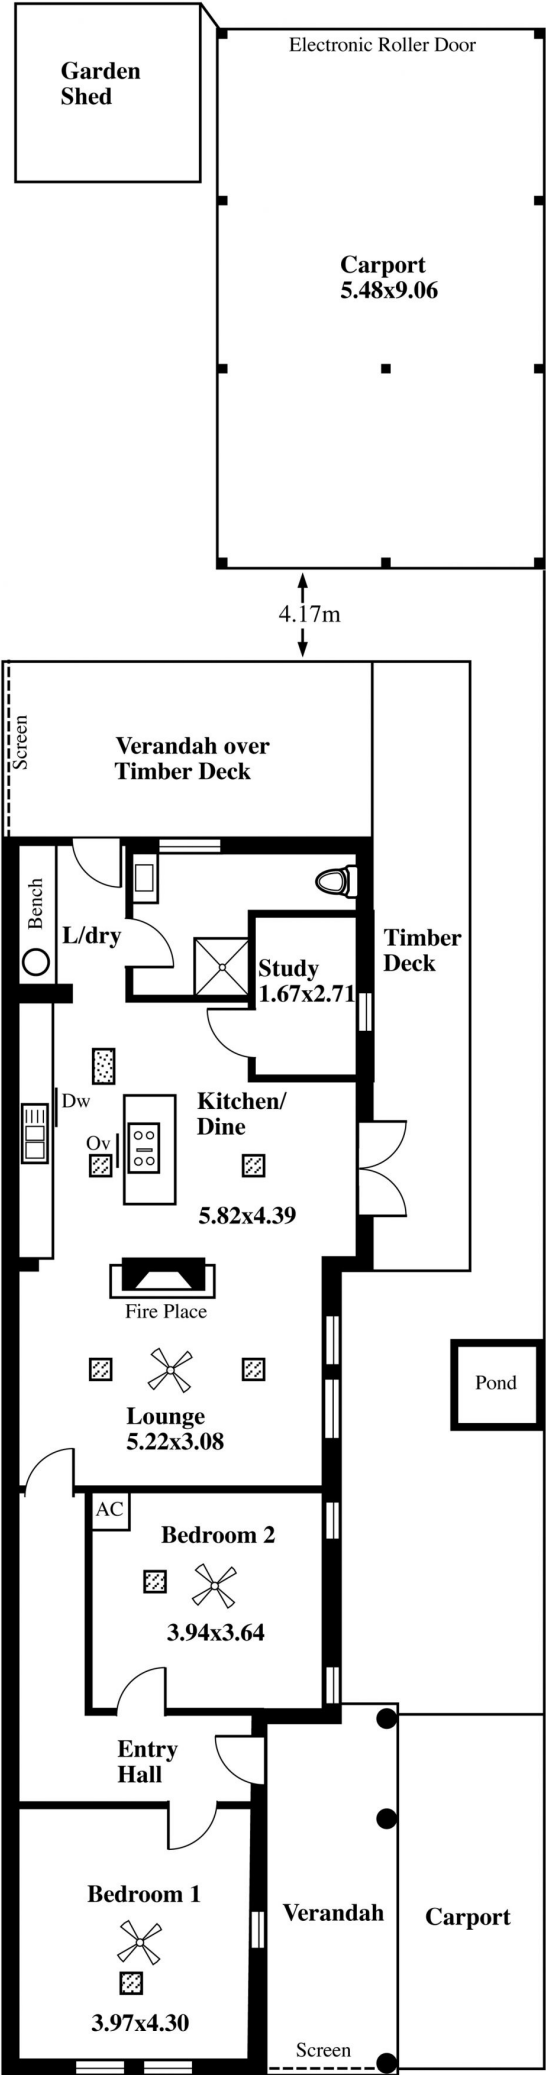 Electronic Roller Door
Garden
Shed
Carport
5.48x9.06
4.17m
Screen
Verandah over
Timber Deck
Bench
L/dry
Timber
Deck
Study
1.67x2.71
Dw
Kitchen/
Dine
Ov
5.82x4.39
Fire Place
Pond
Lounge
5.22x3.08
AC
Bedroom 2
3.94x3.64
Entry
Hall
Bedroom 1
Verandah
Carport
3.97x4.30
Screen